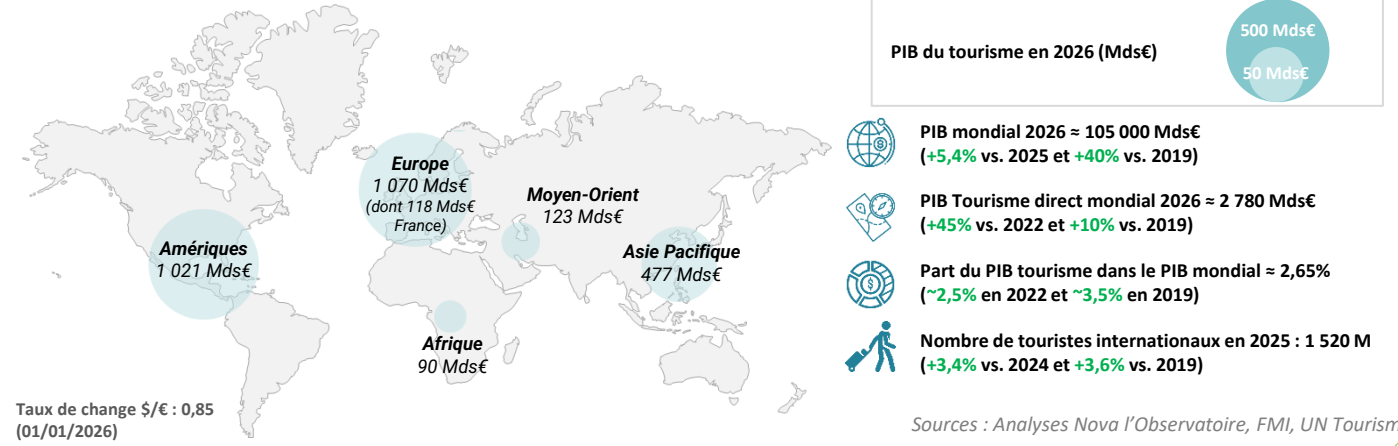 500 Mds€
PIB du tourisme en 2026 (Mds€)
50 Mds€
Europe
1 070 Mds€
(dont 118 Mds€
France)
Moyen-Orient
123 Mds€
Amériques
1 021 Mds€
Asie Pacifique
477 Mds€
Afrique
90 Mds€
Taux de change $/€ : 0,85
(01/01/2026)
PIB mondial 2026 ≈ 105 000 Mds€
(+5,4% vs. 2025 et +40% vs. 2019)
PIB Tourisme direct mondial 2026 ≈ 2 780 Mds€
(+45% vs. 2022 et +10% vs. 2019)
Part du PIB tourisme dans le PIB mondial ≈ 2,65%
(~2,5% en 2022 et ~3,5% en 2019)
Nombre de touristes internationaux en 2025 : 1 520 M
(+3,4% vs. 2024 et +3,6% vs. 2019)
Sources : Analyses Nova l’Observatoire, FMI, UN Tourism